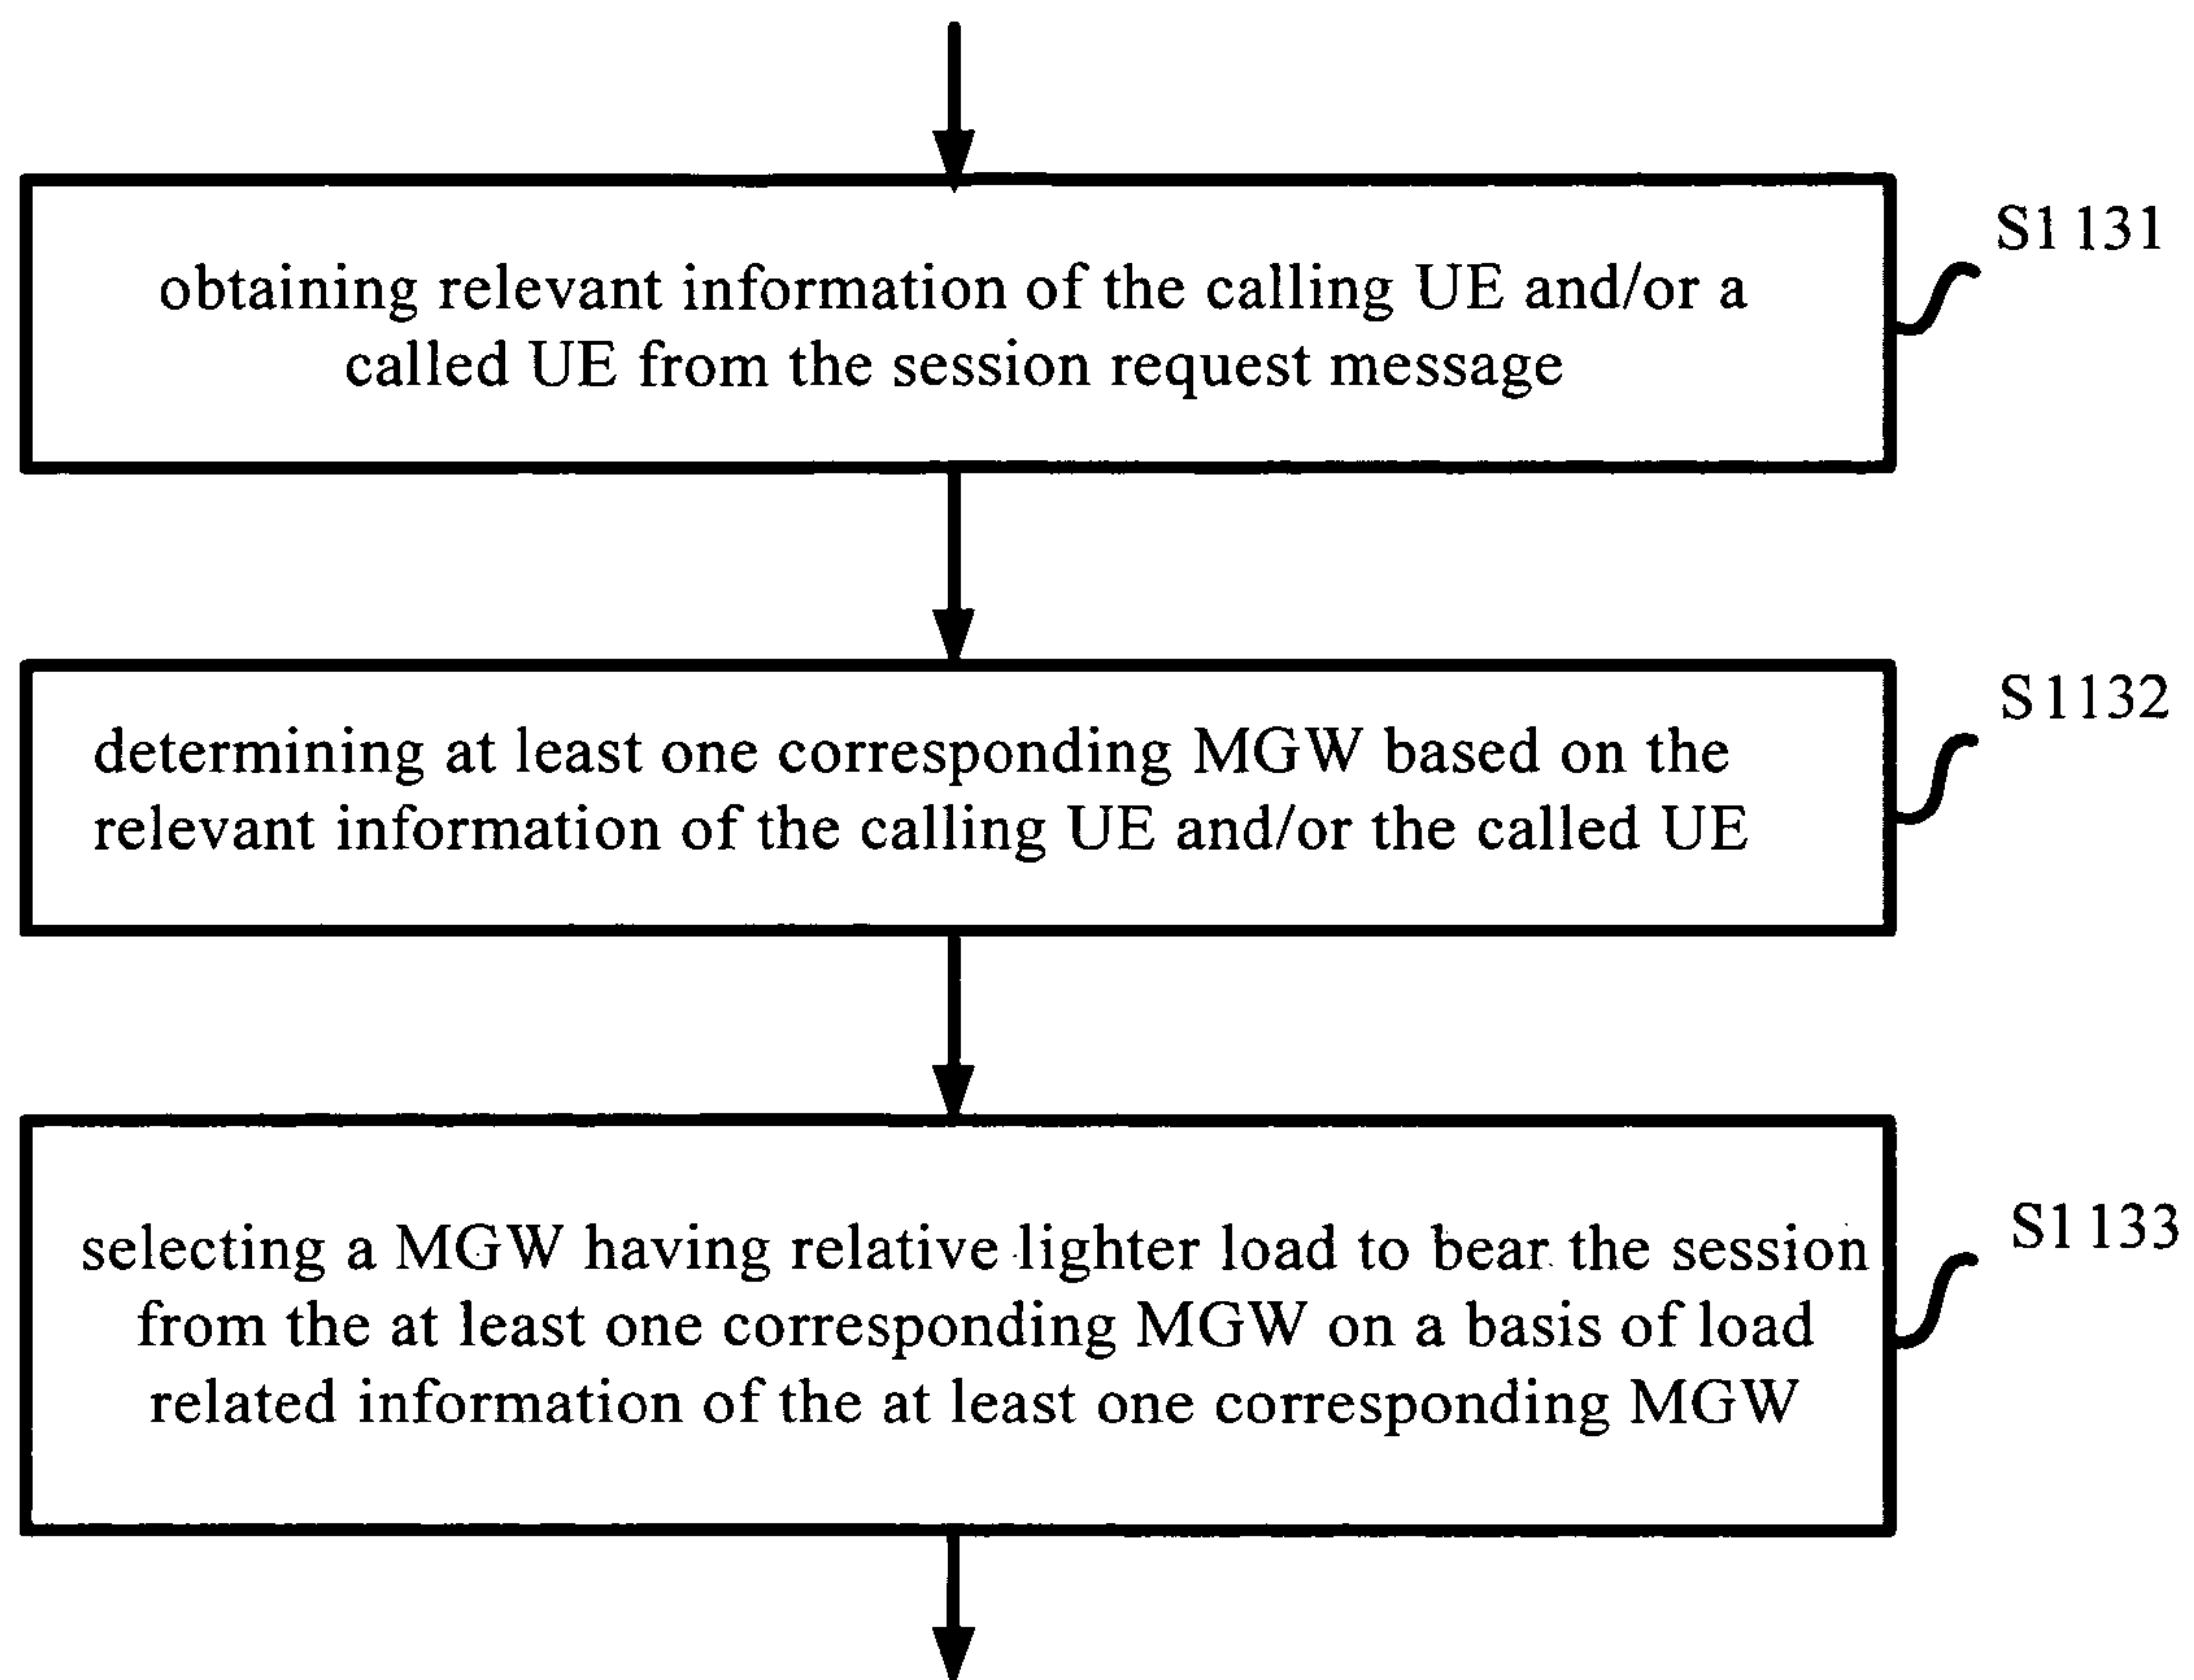 obtaining relevant information of the calling UE and/or a
called UE from the session request message
S1131
determining at least one corresponding MGW based on the
relevant information of the calling UE and/or the called UE
S1132
selecting a MGW having relative lighter load to bear the session
from the at least one corresponding MGW on a basis of load
related information of the at least one corresponding MGW
S1133